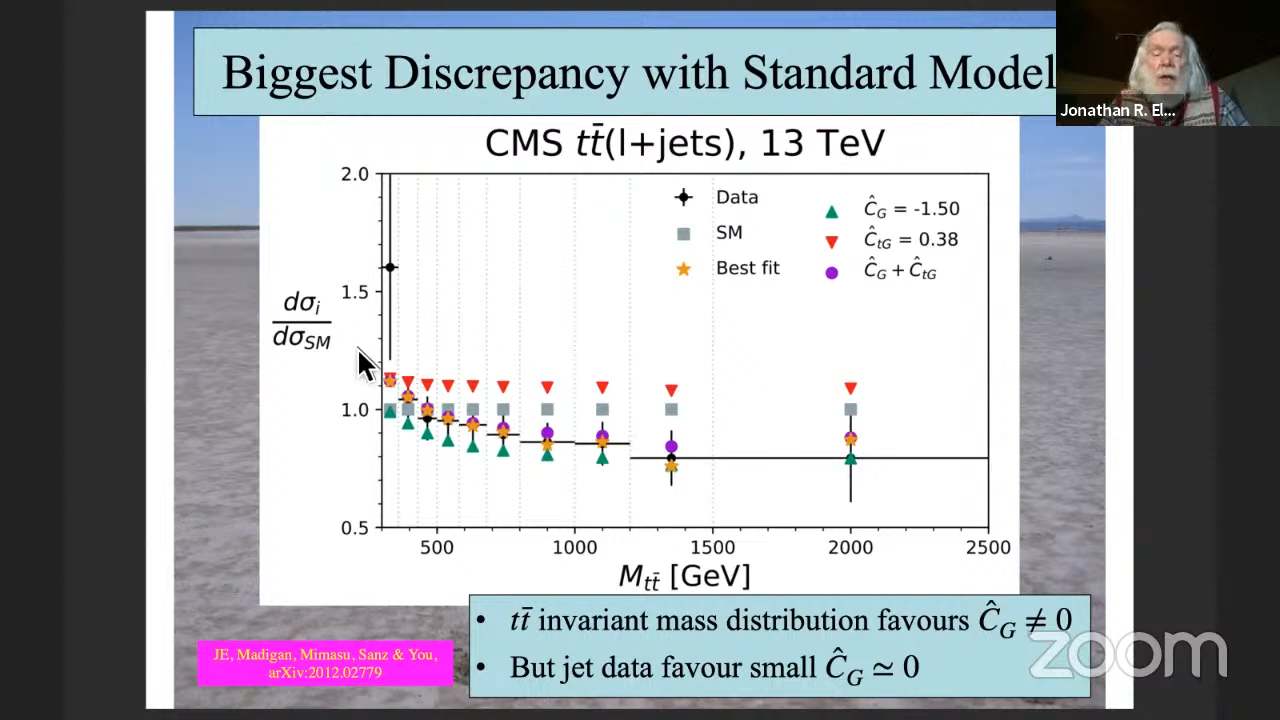 Biggest Discrepancy with Standard Model
Jonathan R. El...
CMS tt̄(l+jets), 13 TeV
2.0
1.5
1.0
0.5
dσᵢ
dσ_SM
Data
SM
Best fit
Ĉ_G = -1.50
Ĉ_tG = 0.38
Ĉ_G + Ĉ_tG
500 1000 1500 2000 2500
M_tt̄ [GeV]
• tt̄ invariant mass distribution favours Ĉ_G ≠ 0
• But jet data favour small Ĉ_G ≃ 0
JE, Madigan, Mimasu, Sanz & You,
arXiv:2012.02779
zoom